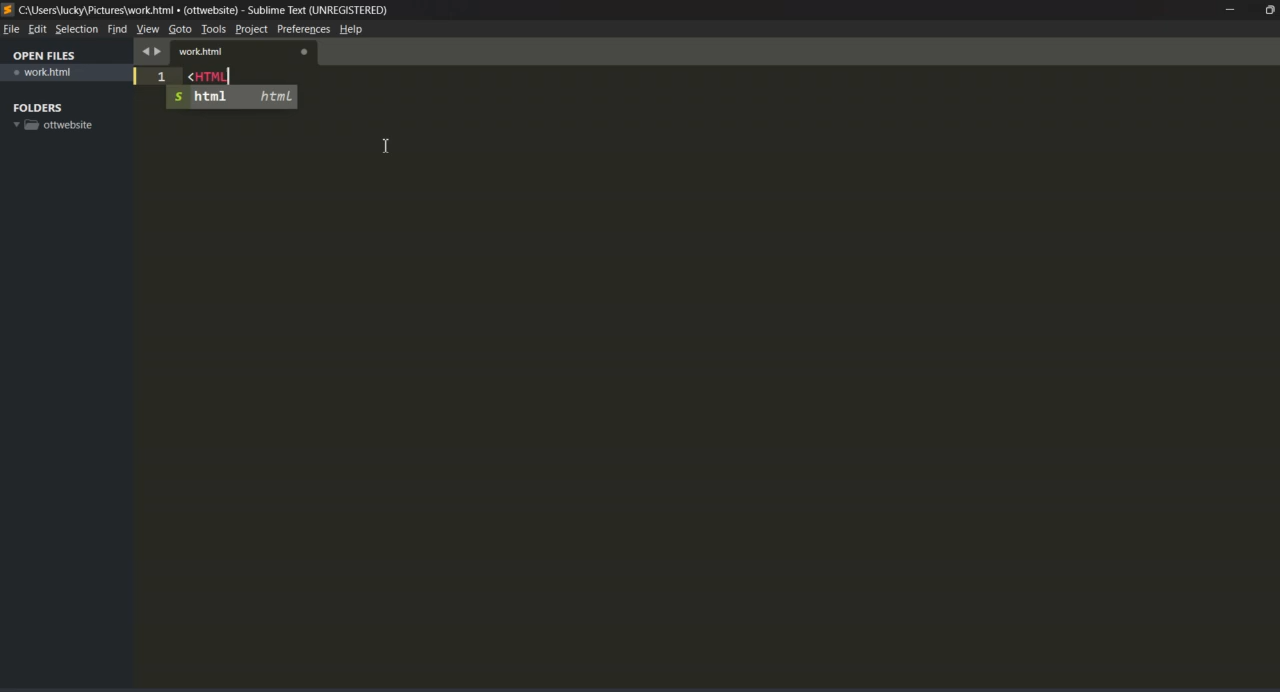 C:\Users\lucky\Pictures\work.html • (ottwebsite) - Sublime Text (UNREGISTERED)
File Edit Selection Find View Goto Tools Project Preferences Help
OPEN FILES
work.html
FOLDERS
ottwebsite
work.html
1 <HTML
s html html